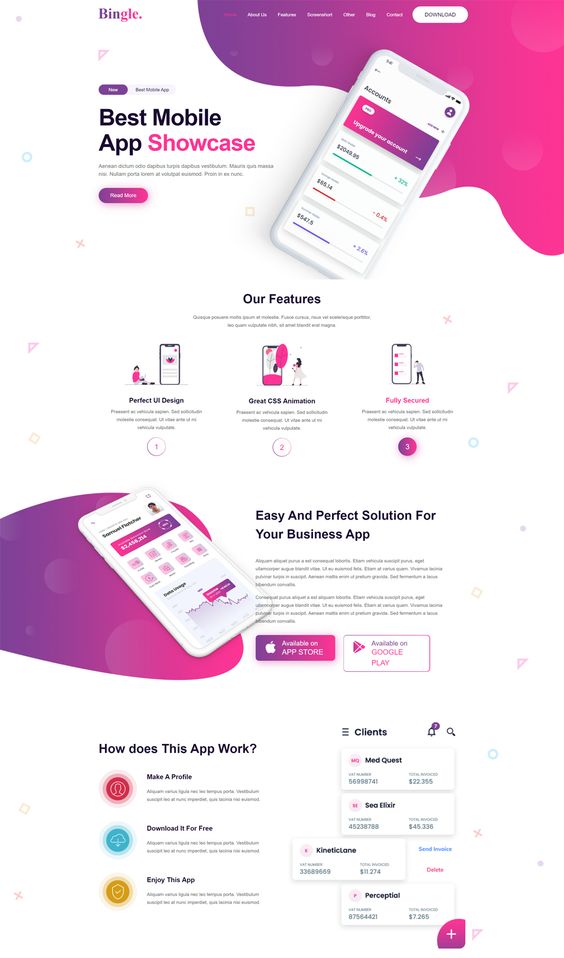 Bingle.
Home About Us Features Screenshort Other Blog Contact DOWNLOAD
New Best Mobile App
Best Mobile
App Showcase
Aenean dictum odio dapibus turpis dapibus vestibulum. Mauris quis massa
nisi. Nullam porta lorem at volutpat euismod. Proin in ex nunc.
Read More
Accounts
Upgrade your account
$2049.95
+ 32%
$65.14
- 0.4%
$547.5
+ 2.6%
Our Features
Quisque posuere magna ipsum at molestie. Fusce cursus, risus vel scelerisque porttitor,
leo quam vulputate nibh, sit amet blandit erat magna.
Perfect UI Design
Praesent ac vehicula sapien. Sed sollicitudin
molestie consequat. Ut vitae ante ut mi
vehicula vulputate.
1
Great CSS Animation
Praesent ac vehicula sapien. Sed sollicitudin
molestie consequat. Ut vitae ante ut mi
vehicula vulputate.
2
Fully Secured
Praesent ac vehicula sapien. Sed sollicitudin
molestie consequat. Ut vitae ante ut mi
vehicula vulputate.
3
Samuel Flatcher
$2,458,214
Data Usage
Easy And Perfect Solution For
Your Business App
Aliquam aliquet purus a est consequat lobortis. Etiam vehicula suscipit purus, eget
ullamcorper augue blandit vitae. Ut eu euismod felis. Etiam at varius quam. Vivamus lacinia
pulvinar turpis in suscipit. Aenean mattis enim ut pretium gravida. Sed fermentum a lacus
bibendum convallis.
Consequat purus aliquet a est aliquam lobortis. Etiam vehicula suscipit purus, eget
ullamcorper augue blandit vitae. Ut eu euismod felis. Etiam at varius quam. Vivamus lacinia
pulvinar turpis in suscipit. Aenean mattis enim ut pretium gravida. Sed fermentum a lacus
bibendum convallis.
Available on
APP STORE
Available on
GOOGLE
PLAY
How does This App Work?
Make A Profile
Aliquam varius ligula nec leo tempus porta. Vestibulum
suscipit leo at nunc imperdiet, quis lacinia nisi euismod.
Download It For Free
Aliquam varius ligula nec leo tempus porta. Vestibulum
suscipit leo at nunc imperdiet, quis lacinia nisi euismod.
Enjoy This App
Aliquam varius ligula nec leo tempus porta. Vestibulum
suscipit leo at nunc imperdiet, quis lacinia nisi euismod.
Clients
7
MQ Med Quest
VAT NUMBER TOTAL INVOICED
56998741 $22.355
SE Sea Elixir
VAT NUMBER TOTAL INVOICED
45238788 $45.336
K KineticLane
VAT NUMBER TOTAL INVOICED
33689669 $11.274
Send Invoice
Delete
P Perceptial
VAT NUMBER TOTAL INVOICED
87564421 $7.265